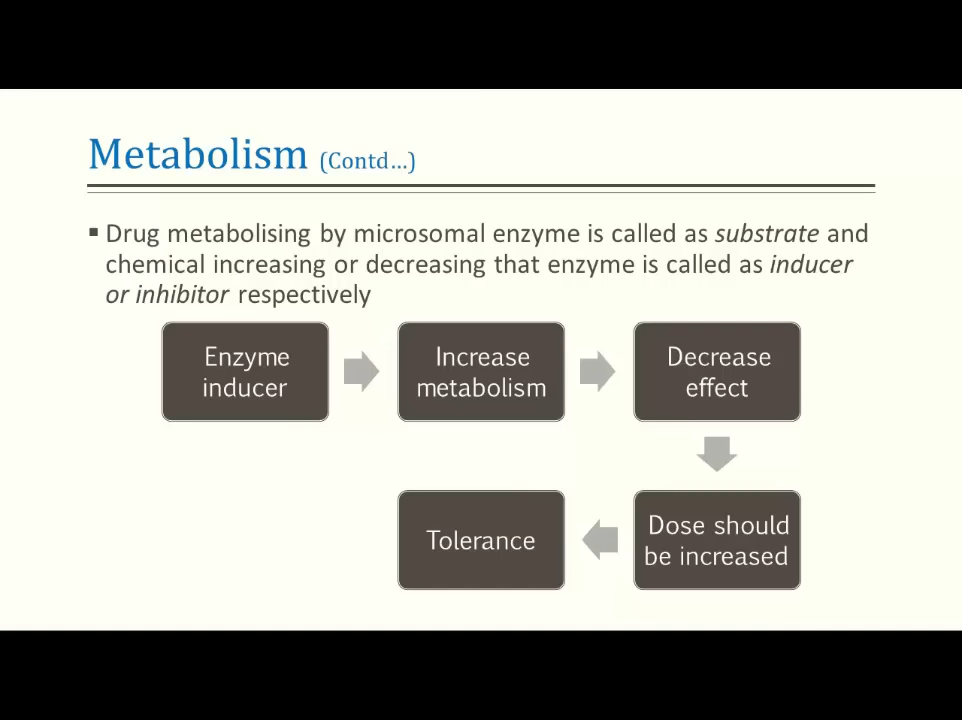 Metabolism (Contd...)
▪ Drug metabolising by microsomal enzyme is called as substrate and
chemical increasing or decreasing that enzyme is called as inducer
or inhibitor respectively
Enzyme
inducer
Increase
metabolism
Decrease
effect
Dose should
be increased
Tolerance